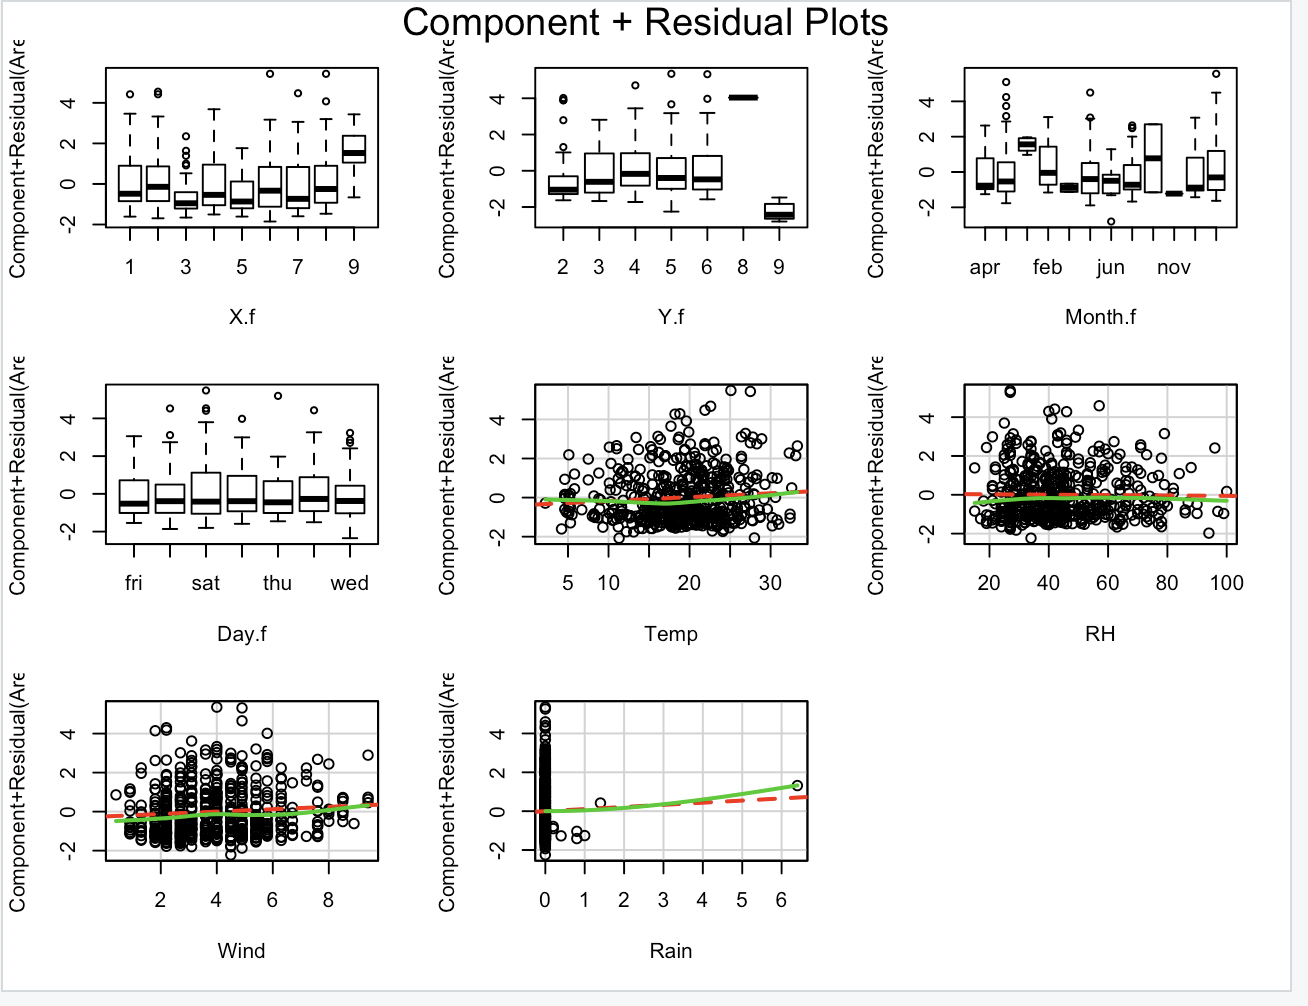 Component + Residual Plots
Component+Residual(Are
4
2
0
-2
1
3
5
7
9
X.f
Component+Residual(Are
4
2
0
-2
2
3
4
5
6
8
9
Y.f
Component+Residual(Are
4
2
0
-2
apr
feb
jun
nov
Month.f
Component+Residual(Are
4
2
0
-2
fri
sat
thu
wed
Day.f
Component+Residual(Are
4
2
0
-2
5
10
20
30
Temp
Component+Residual(Are
4
2
0
-2
20
40
60
80
100
RH
Component+Residual(Are
4
2
0
-2
2
4
6
8
Wind
Component+Residual(Are
4
2
0
-2
0
1
2
3
4
5
6
Rain